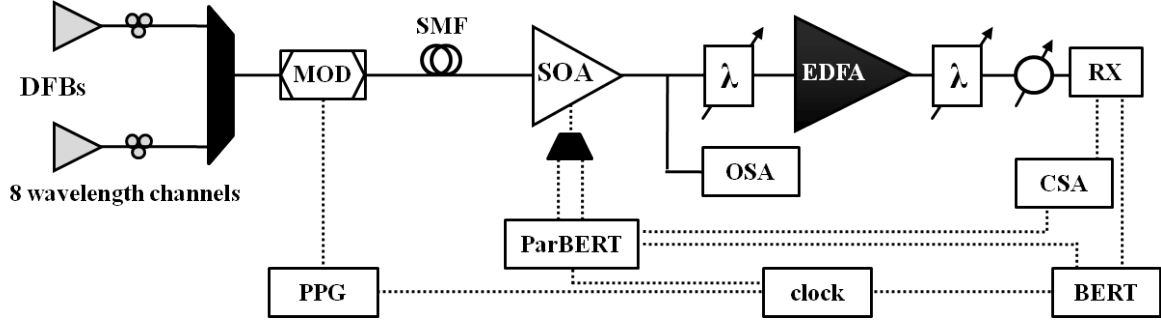 SMF
MOD
SOA
λ
EDFA
λ
RX
DFBs
OSA
CSA
8 wavelength channels
ParBERT
PPG
clock
BERT